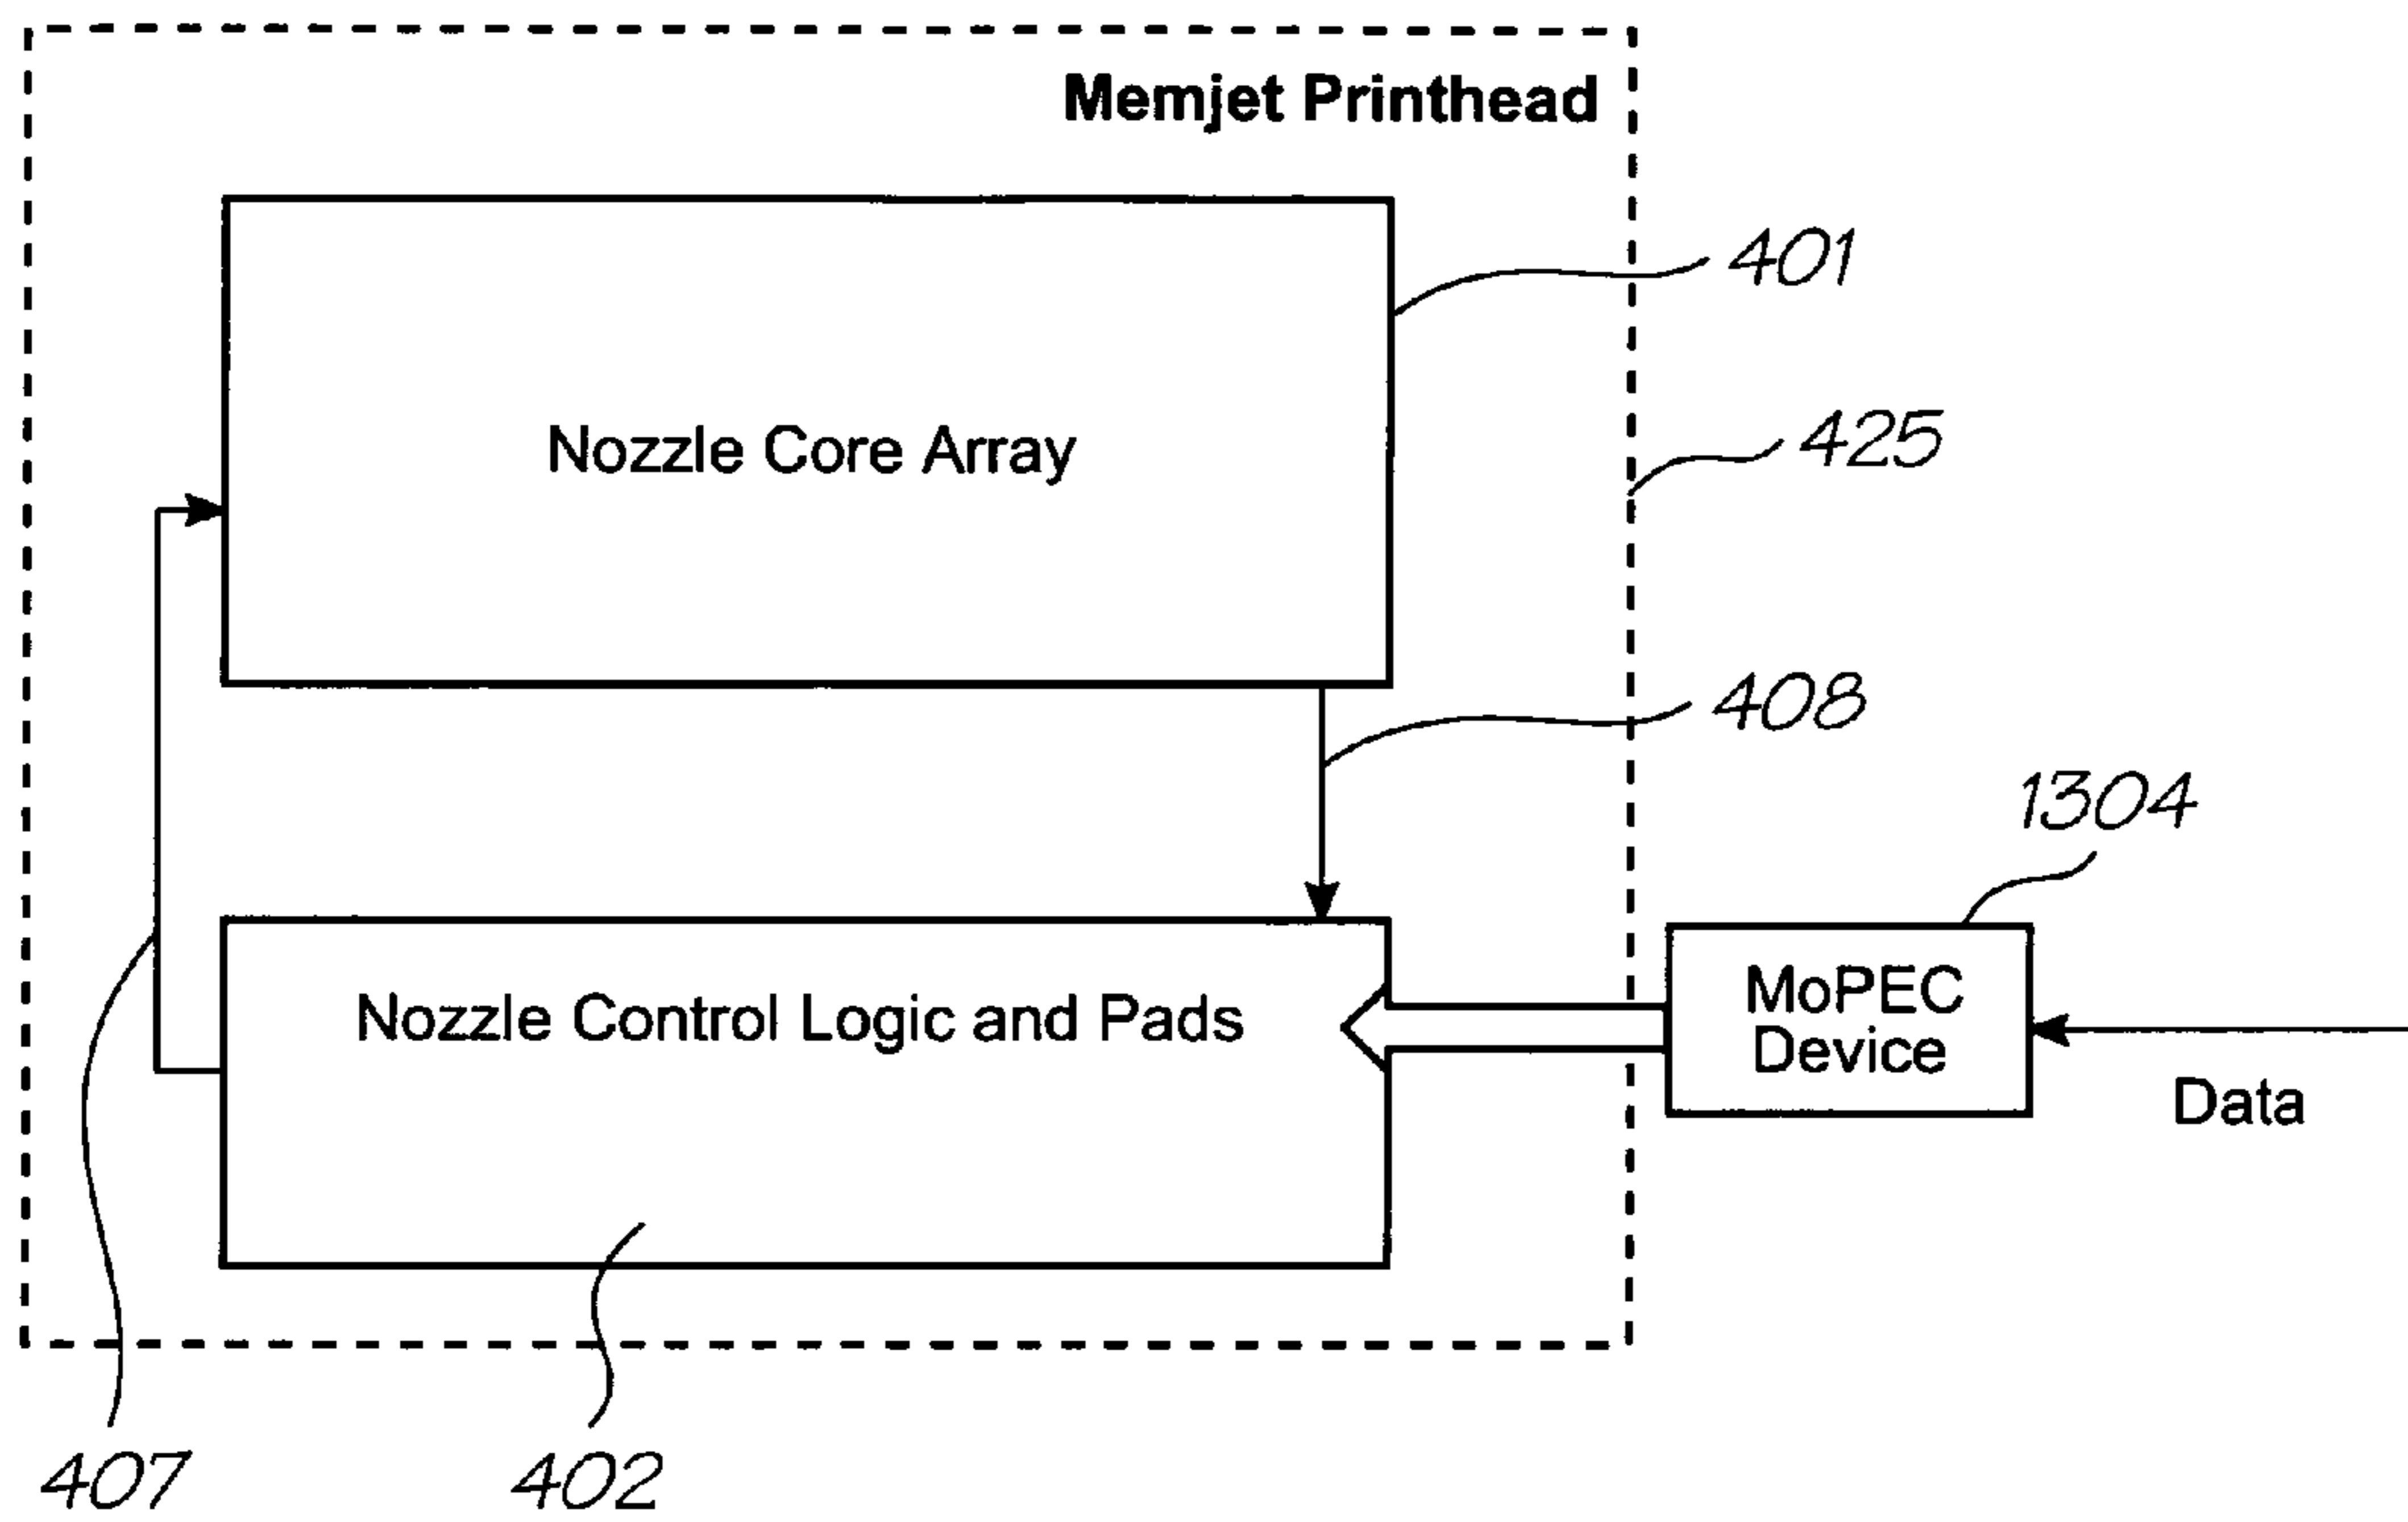 Memjet Printhead
401
Nozzle Core Array
425
408
1304
Nozzle Control Logic and Pads
MoPEC
Device
Data
407
402